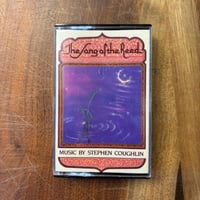 The Song of the Reed
MUSIC BY STEPHEN COUGHLIN